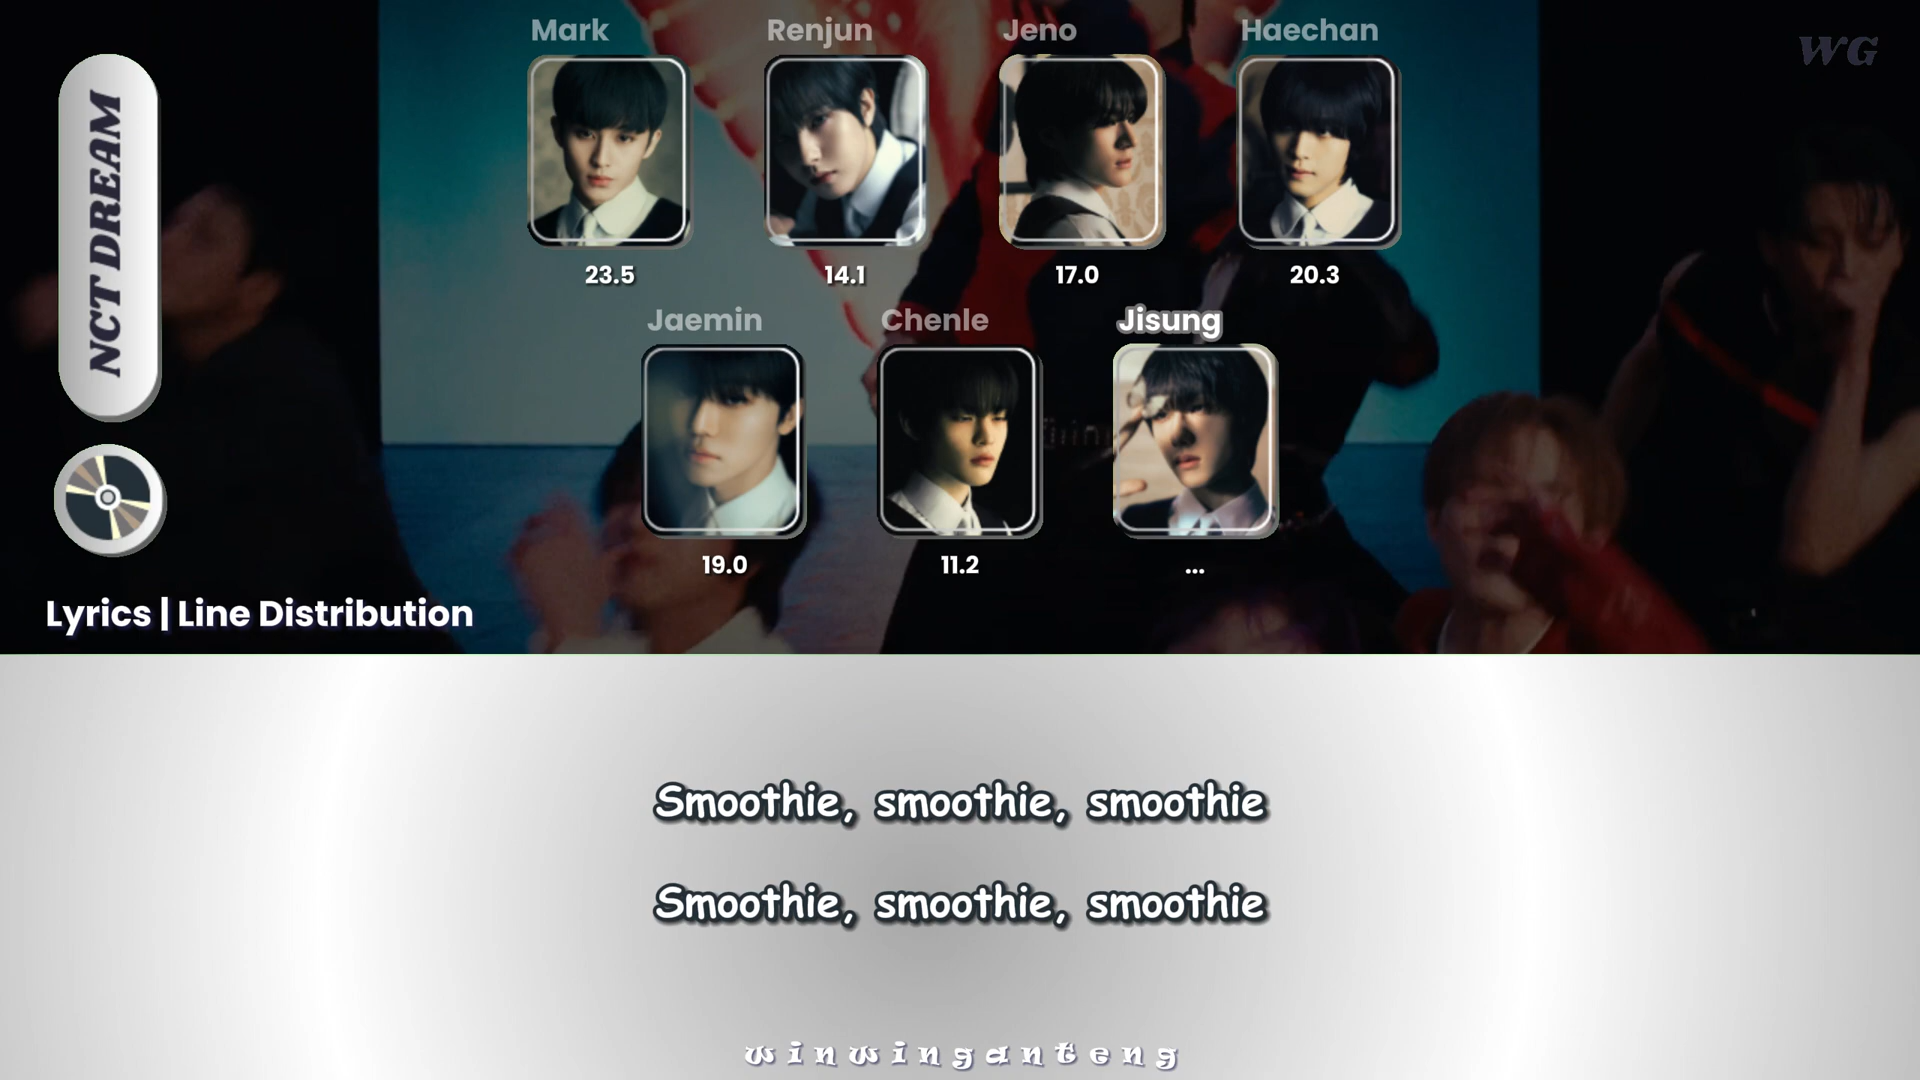 Mark Renjun Jeno Haechan
WG
NCT DREAM
23.5 14.1 17.0 20.3
Jaemin Chenle Jisung
19.0 11.2 ...
Lyrics | Line Distribution
Smoothie, smoothie, smoothie
Smoothie, smoothie, smoothie
winwinganteng